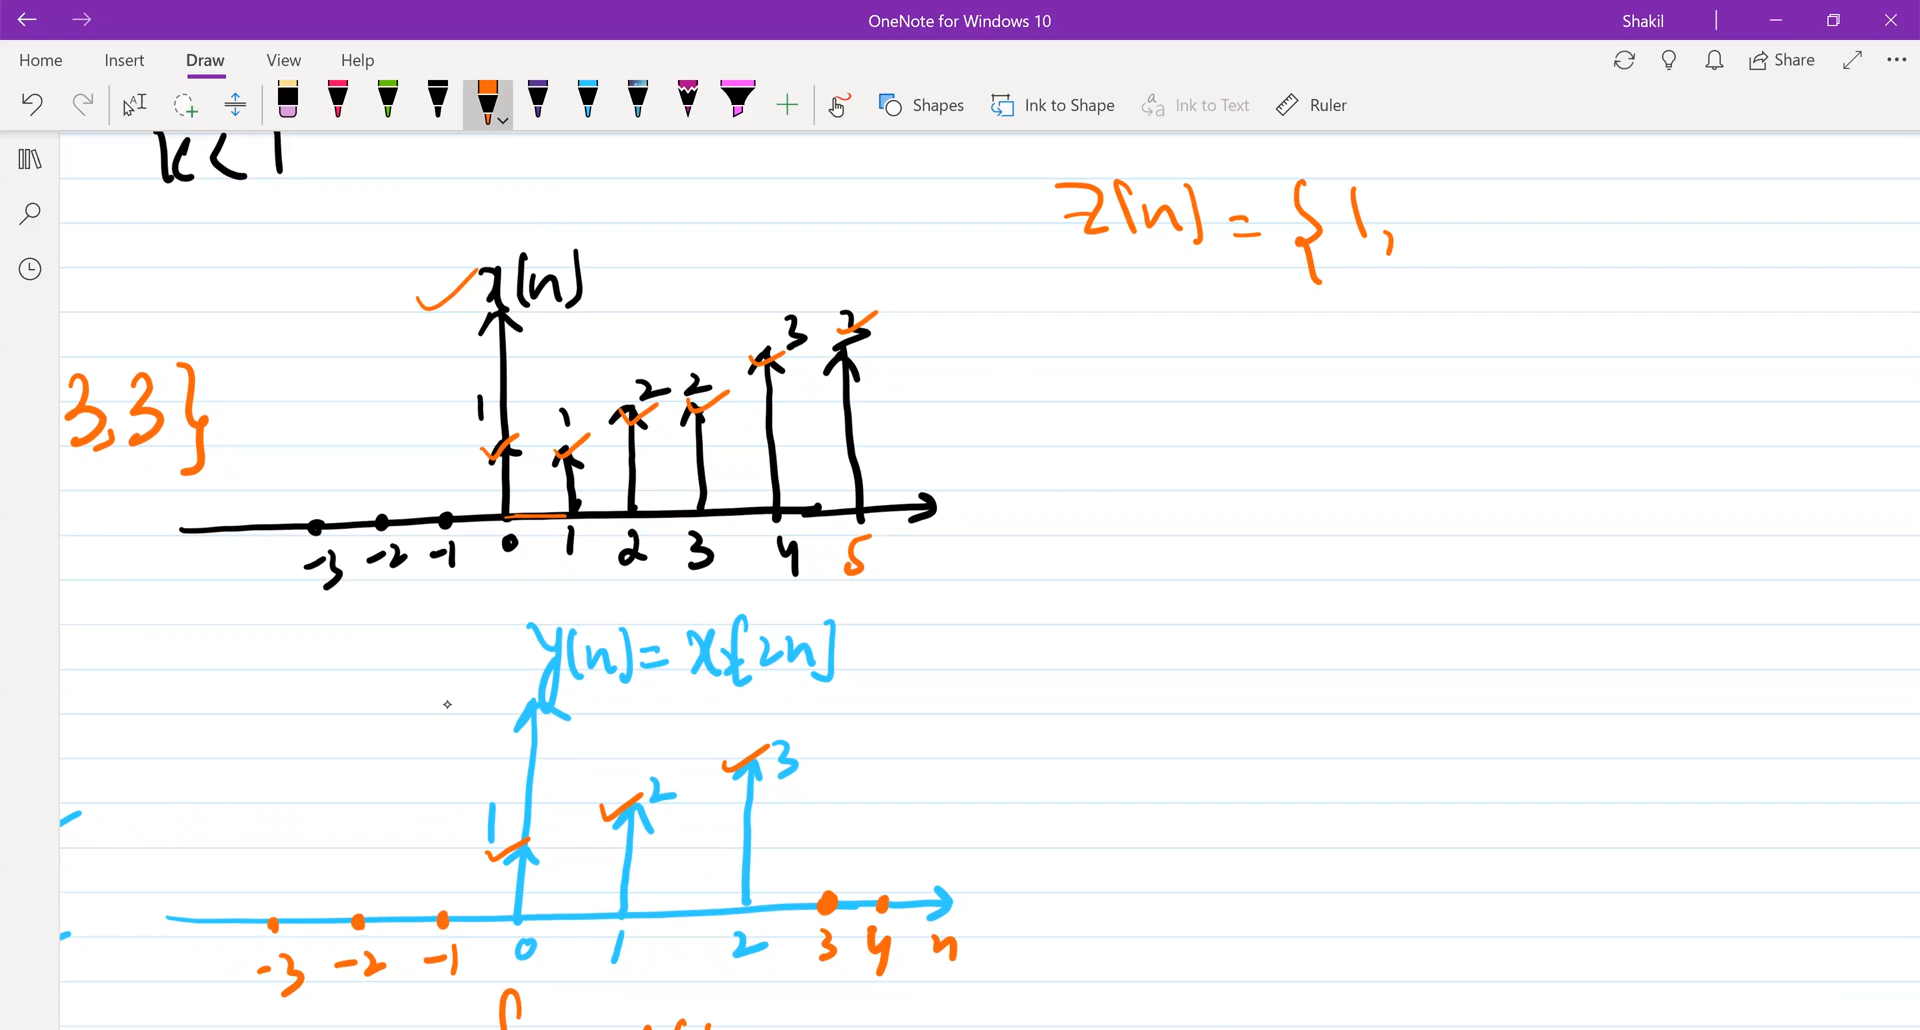 OneNote for Windows 10
Shakil
Home Insert Draw View Help
Share
Shapes Ink to Shape Ink to Text Ruler
k<1
z[n] = {1,
x[n]
3
1 1 2 2
3,3}
-3 -2 -1 0 1 2 3 4 5
y[n] = x[2n]
1 2 3
-3 -2 -1 0 1 2 3 4 n